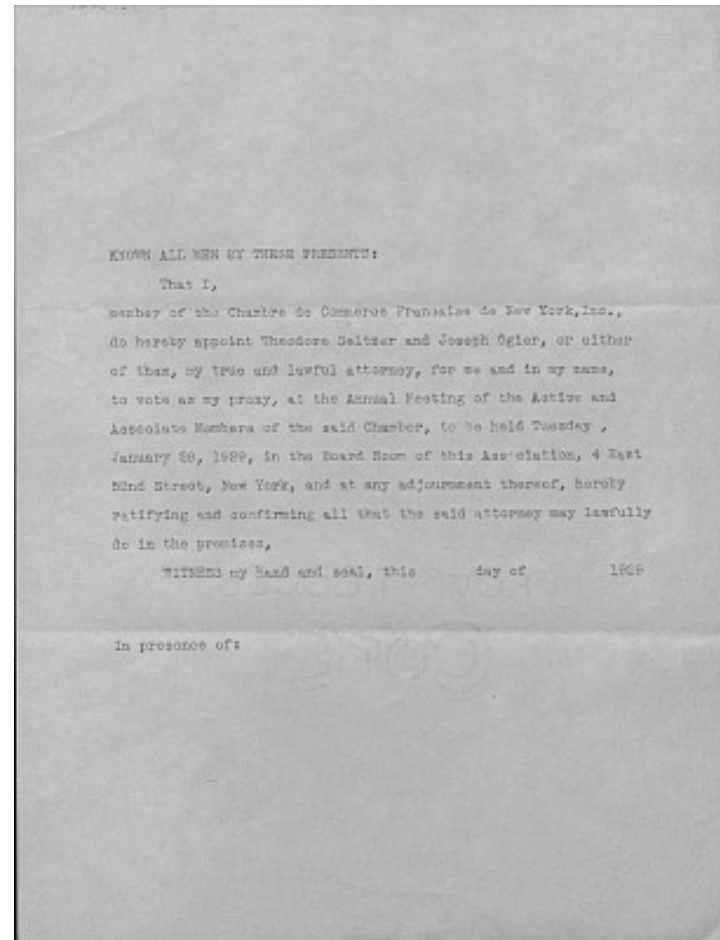 KNOWN ALL MEN BY THESE PRESENTS:
That I,
member of the Chambre de Commerce Francaise de New York,Inc.,
do hereby appoint Theodore Seltzer and Joseph Ogier, or either
of them, my true and lawful attorney, for me and in my name,
to vote as my proxy, at the Annual Meeting of the Active and
Associate Members of the said Chamber, to be held Tuesday ,
January 29, 1929, in the Board Room of this Association, 4 East
52nd Street, New York, and at any adjournment thereof, hereby
ratifying and confirming all that the said attorney may lawfully
do in the premises,
WITNESS my hand and seal, this day of 1929
In presence of: